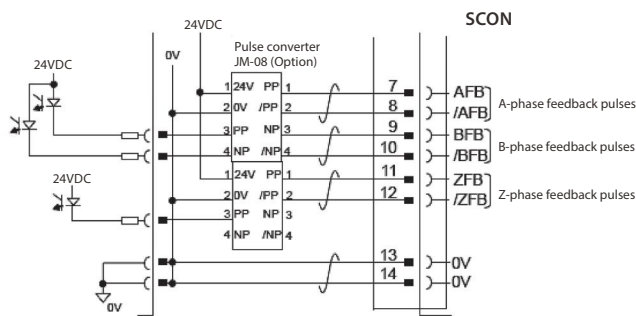 SCON
24VDC
24VDC
0V
Pulse converter
JM-08 (Option)
1 24V PP 1
7
AFB
2 0V /PP 2
8
/AFB
A-phase feedback pulses
3 PP NP 3
9
BFB
4 NP /NP 4
10
/BFB
B-phase feedback pulses
24VDC
1 24V PP 1
11
ZFB
2 0V /PP 2
12
/ZFB
Z-phase feedback pulses
3 PP NP 3
4 NP /NP 4
13
0V
14
0V
0V